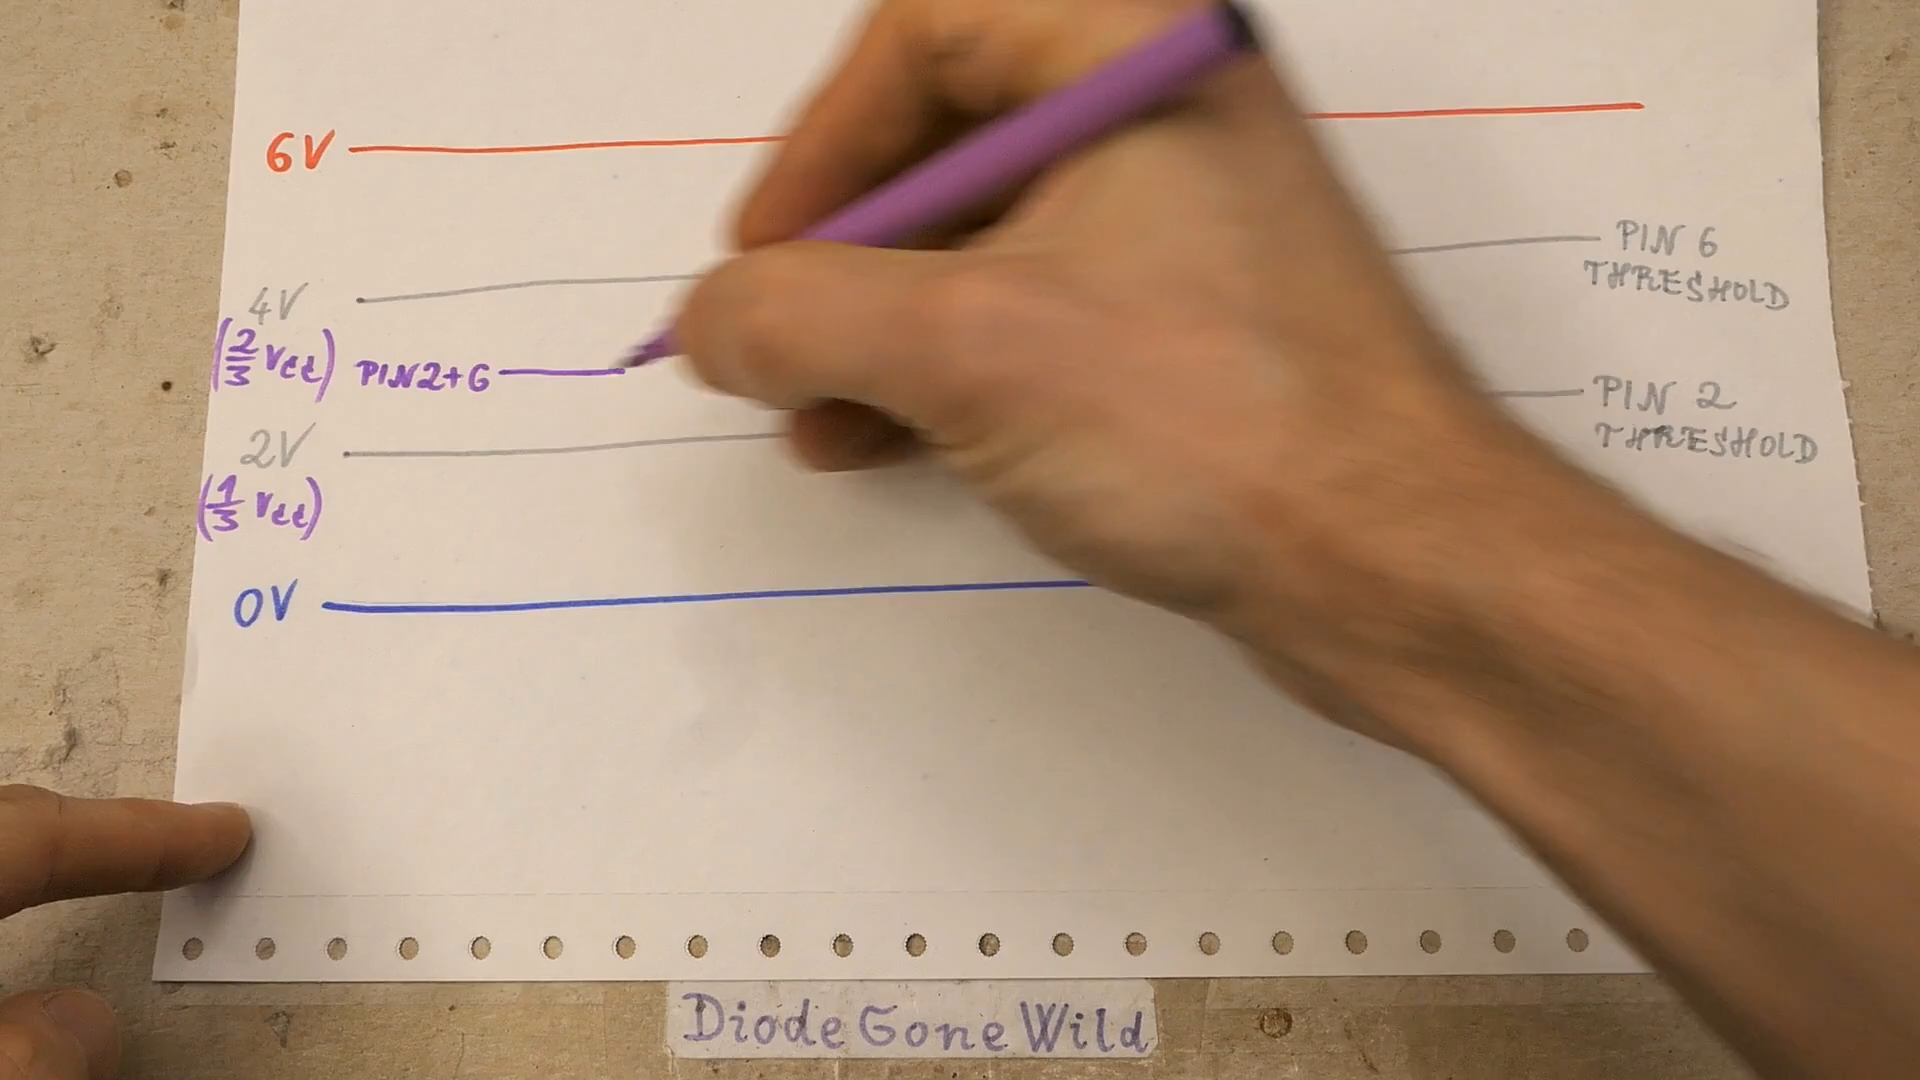 6V
PIN 6
THRESHOLD
4V
(2/3 Vcc) PIN2+6
PIN 2
THRESHOLD
2V
(1/3 Vcc)
0V
Diode Gone Wild